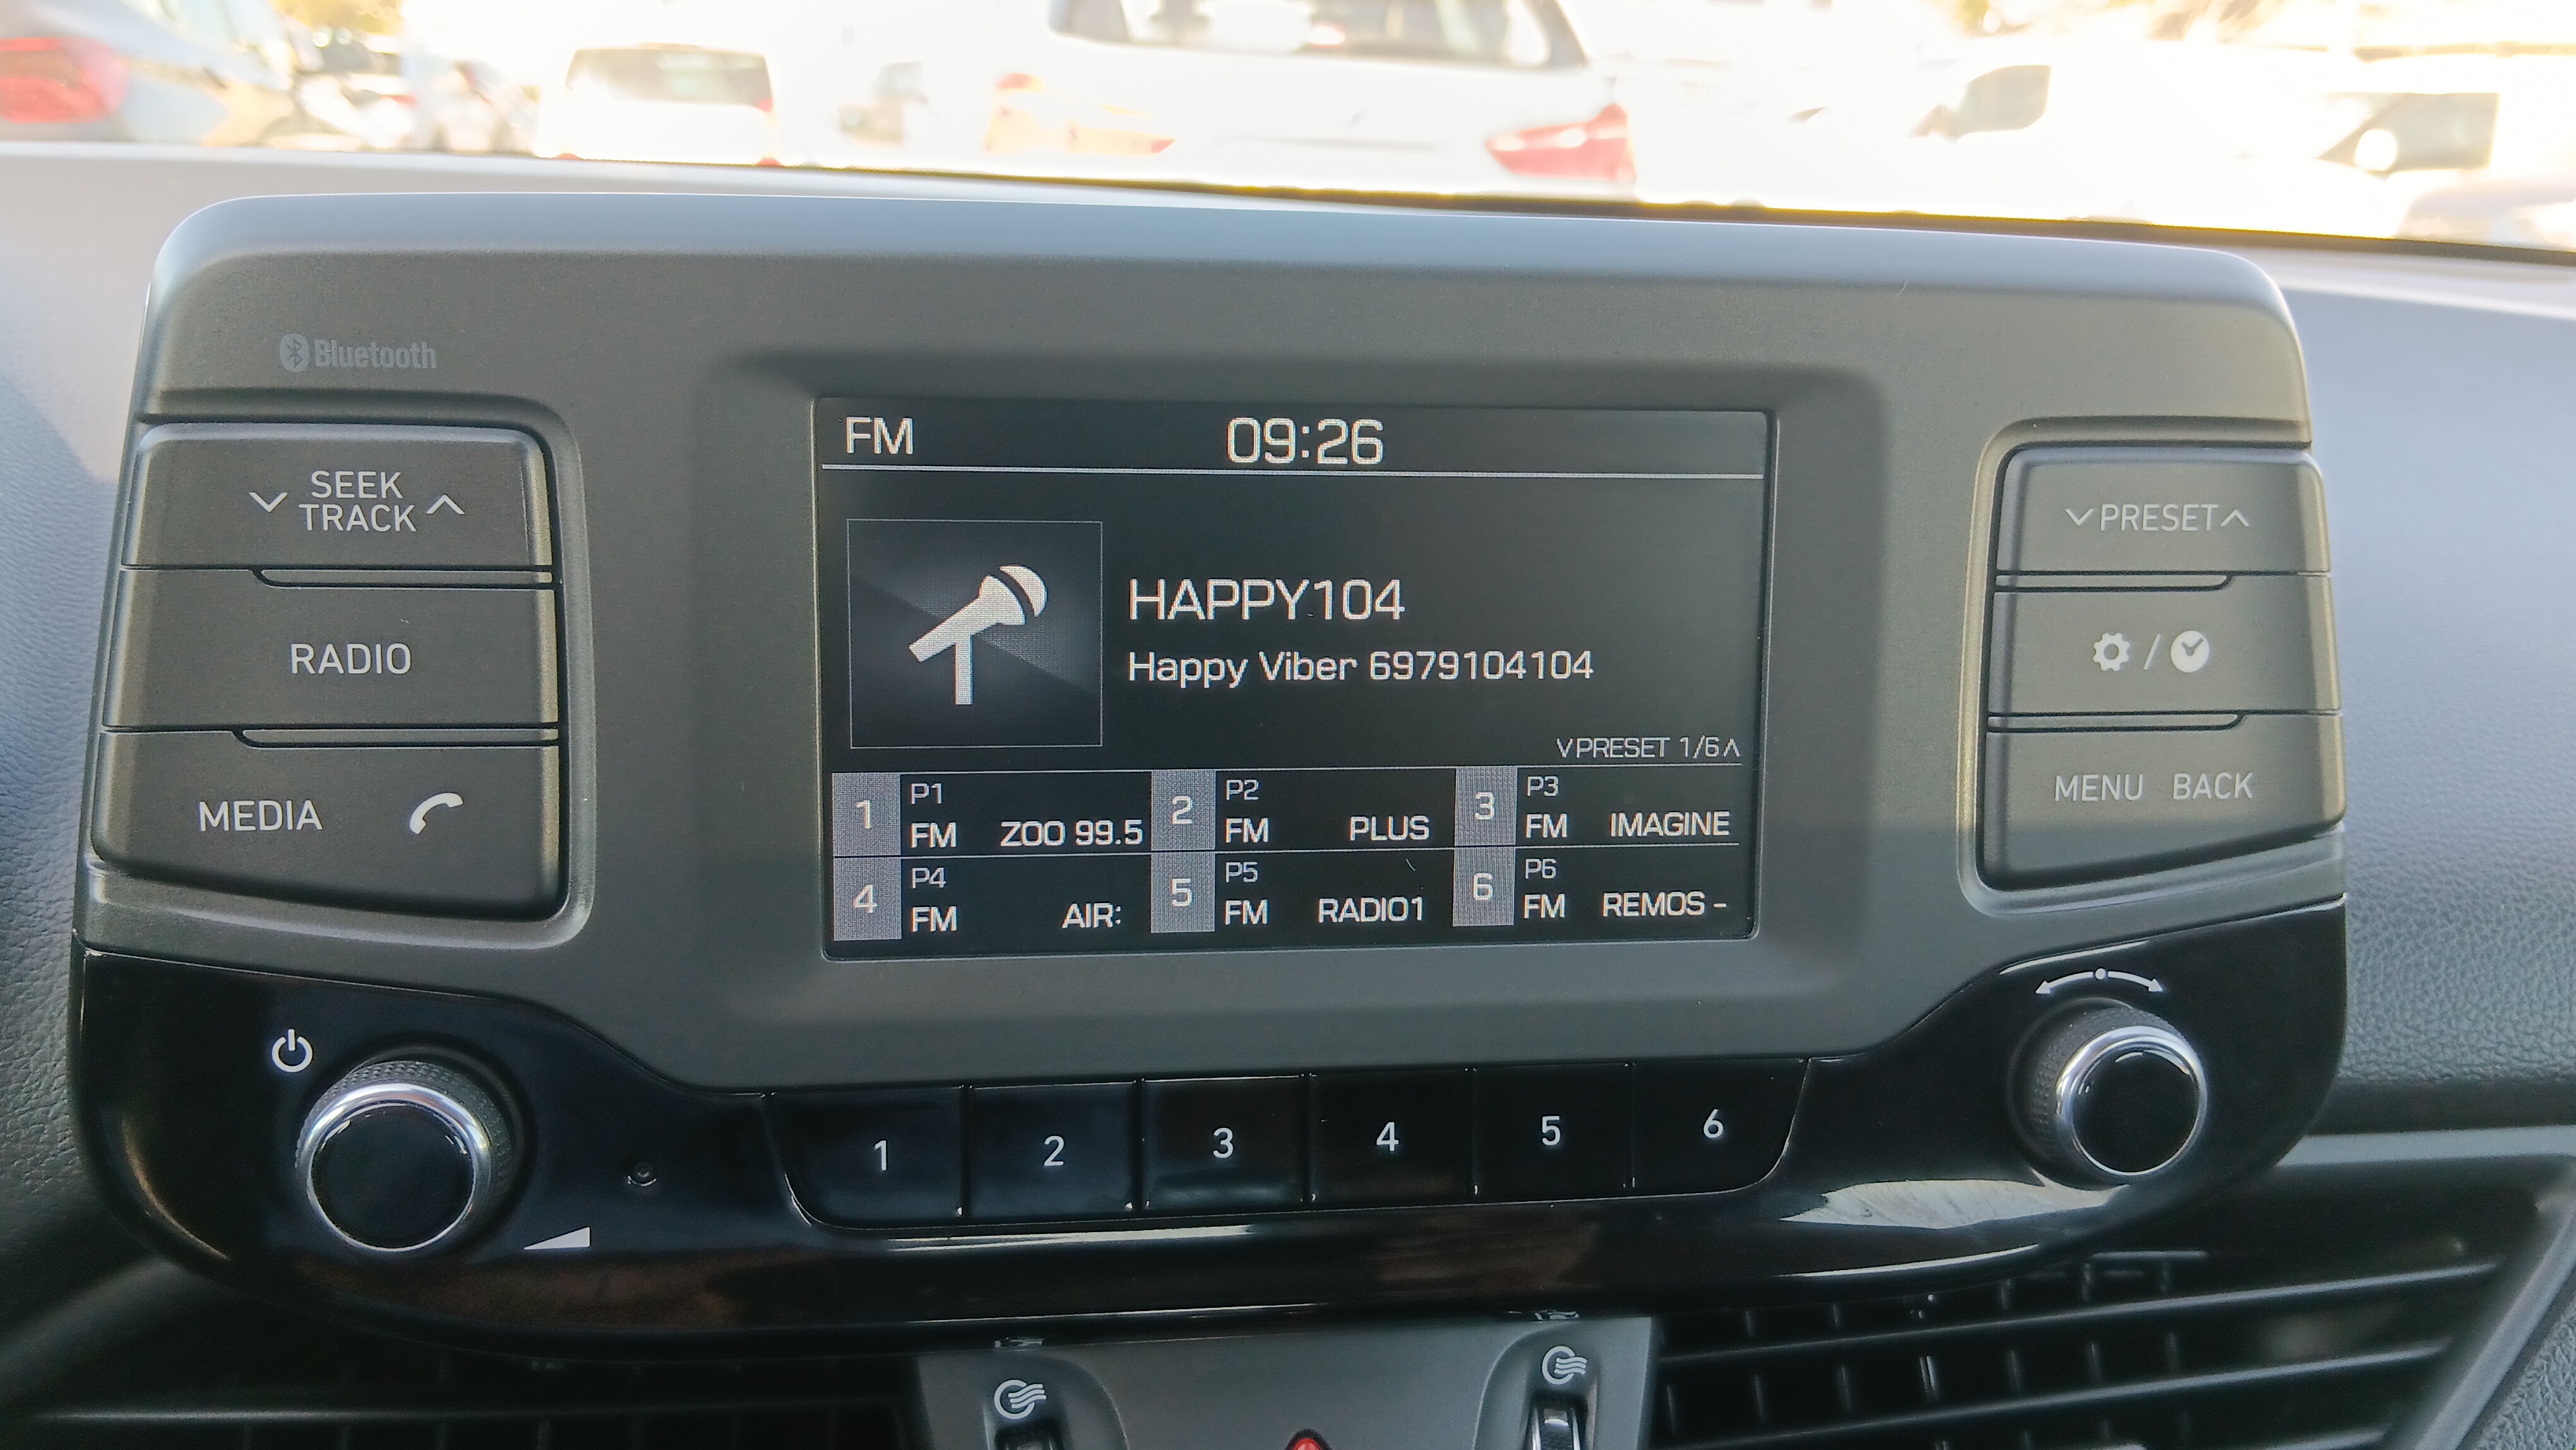 Bluetooth
SEEK
TRACK
RADIO
MEDIA
FM 09:26
HAPPY104
Happy Viber 6979104104
PRESET 1/6
1 P1 FM ZOO 99.5
2 P2 FM PLUS
3 P3 FM IMAGINE
4 P4 FM AIR:
5 P5 FM RADIO1
6 P6 FM REMOS -
PRESET
/
MENU BACK
1 2 3 4 5 6